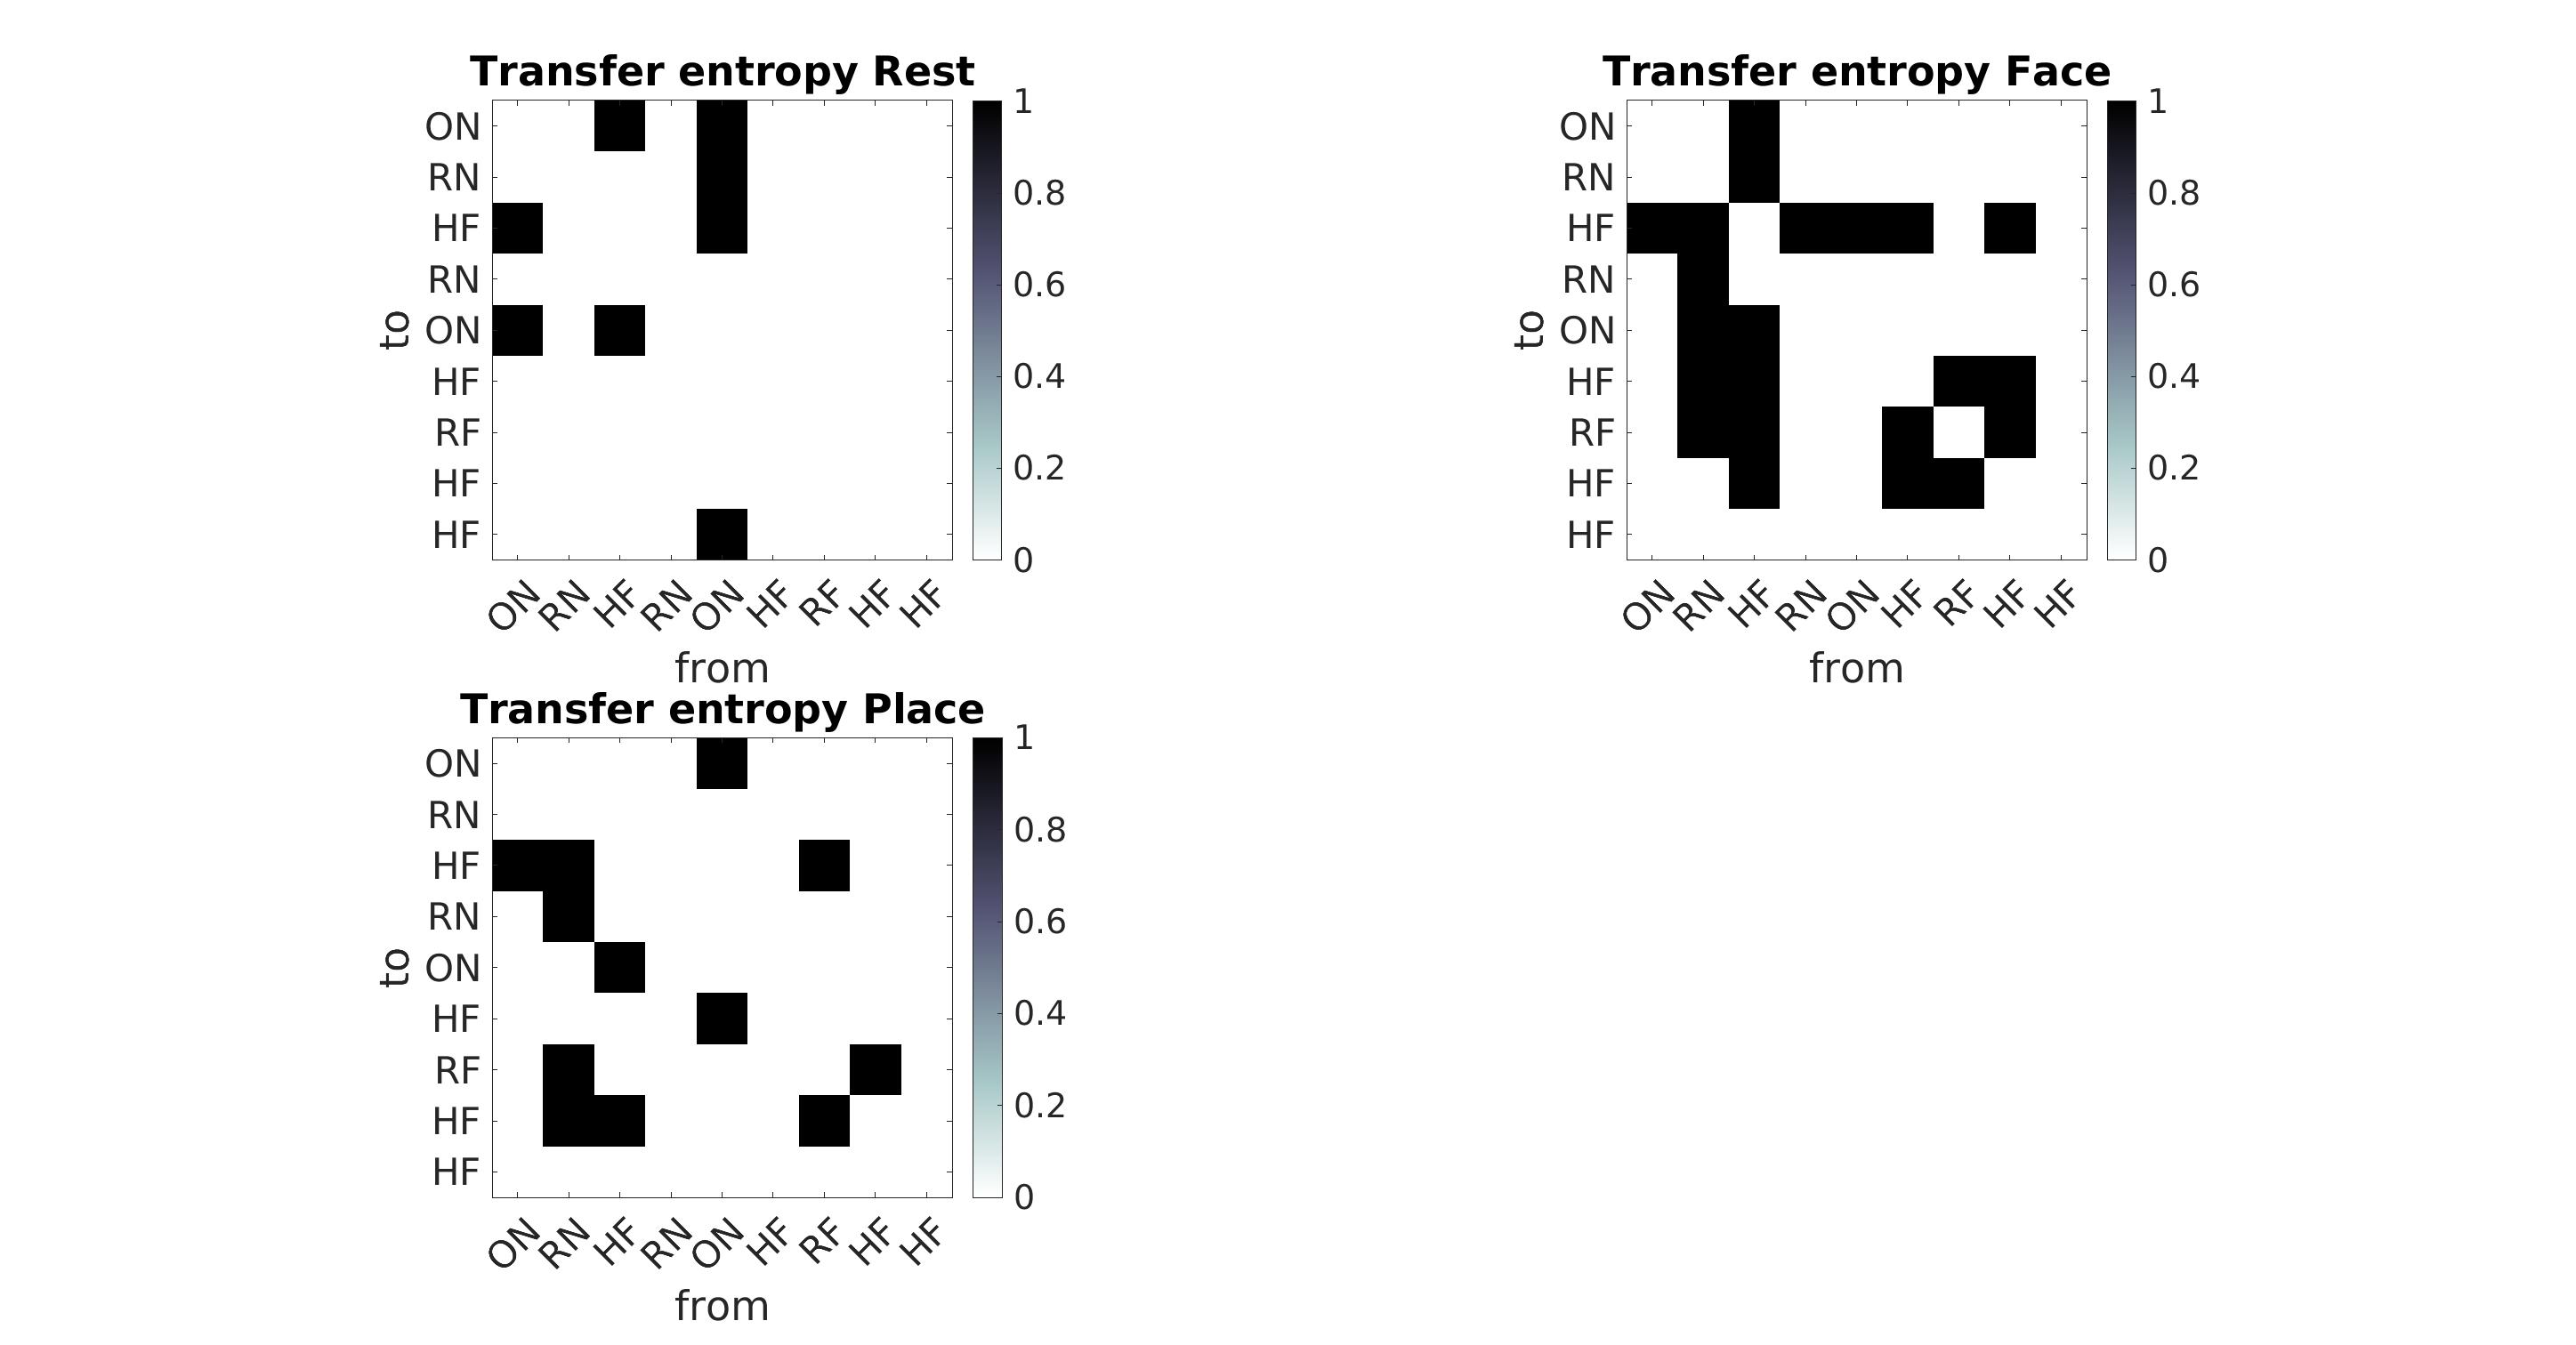 Transfer entropy Rest
ON
RN
HF
RN
ON
HF
RF
HF
HF
to
ON RN HF RN ON HF RF HF HF
from
1
0.8
0.6
0.4
0.2
0
Transfer entropy Face
ON
RN
HF
RN
ON
HF
RF
HF
HF
to
ON RN HF RN ON HF RF HF HF
from
1
0.8
0.6
0.4
0.2
0
Transfer entropy Place
ON
RN
HF
RN
ON
HF
RF
HF
HF
to
ON RN HF RN ON HF RF HF HF
from
1
0.8
0.6
0.4
0.2
0